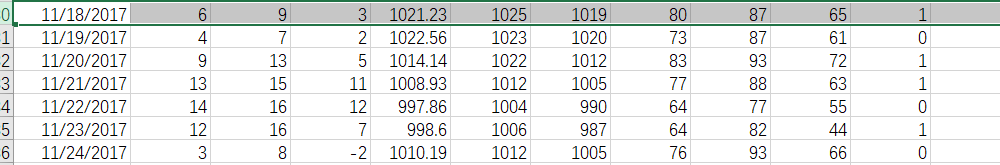 0 11/18/2017 6 9 3 1021.23 1025 1019 80 87 65 1
1 11/19/2017 4 7 2 1022.56 1023 1020 73 87 61 0
2 11/20/2017 9 13 5 1014.14 1022 1012 83 93 72 1
3 11/21/2017 13 15 11 1008.93 1012 1005 77 88 63 1
4 11/22/2017 14 16 12 997.86 1004 990 64 77 55 0
5 11/23/2017 12 16 7 998.6 1006 987 64 82 44 1
6 11/24/2017 3 8 -2 1010.19 1012 1005 76 93 66 0